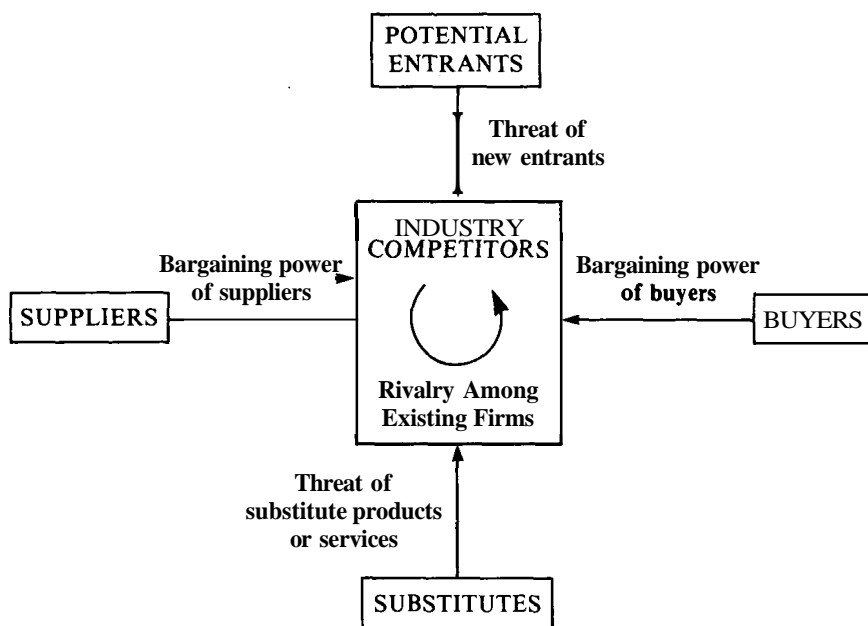 POTENTIAL
ENTRANTS
Threat of
new entrants
INDUSTRY
COMPETITORS
Bargaining power
of suppliers
Bargaining power
of buyers
SUPPLIERS
BUYERS
Rivalry Among
Existing Firms
Threat of
substitute products
or services
SUBSTITUTES